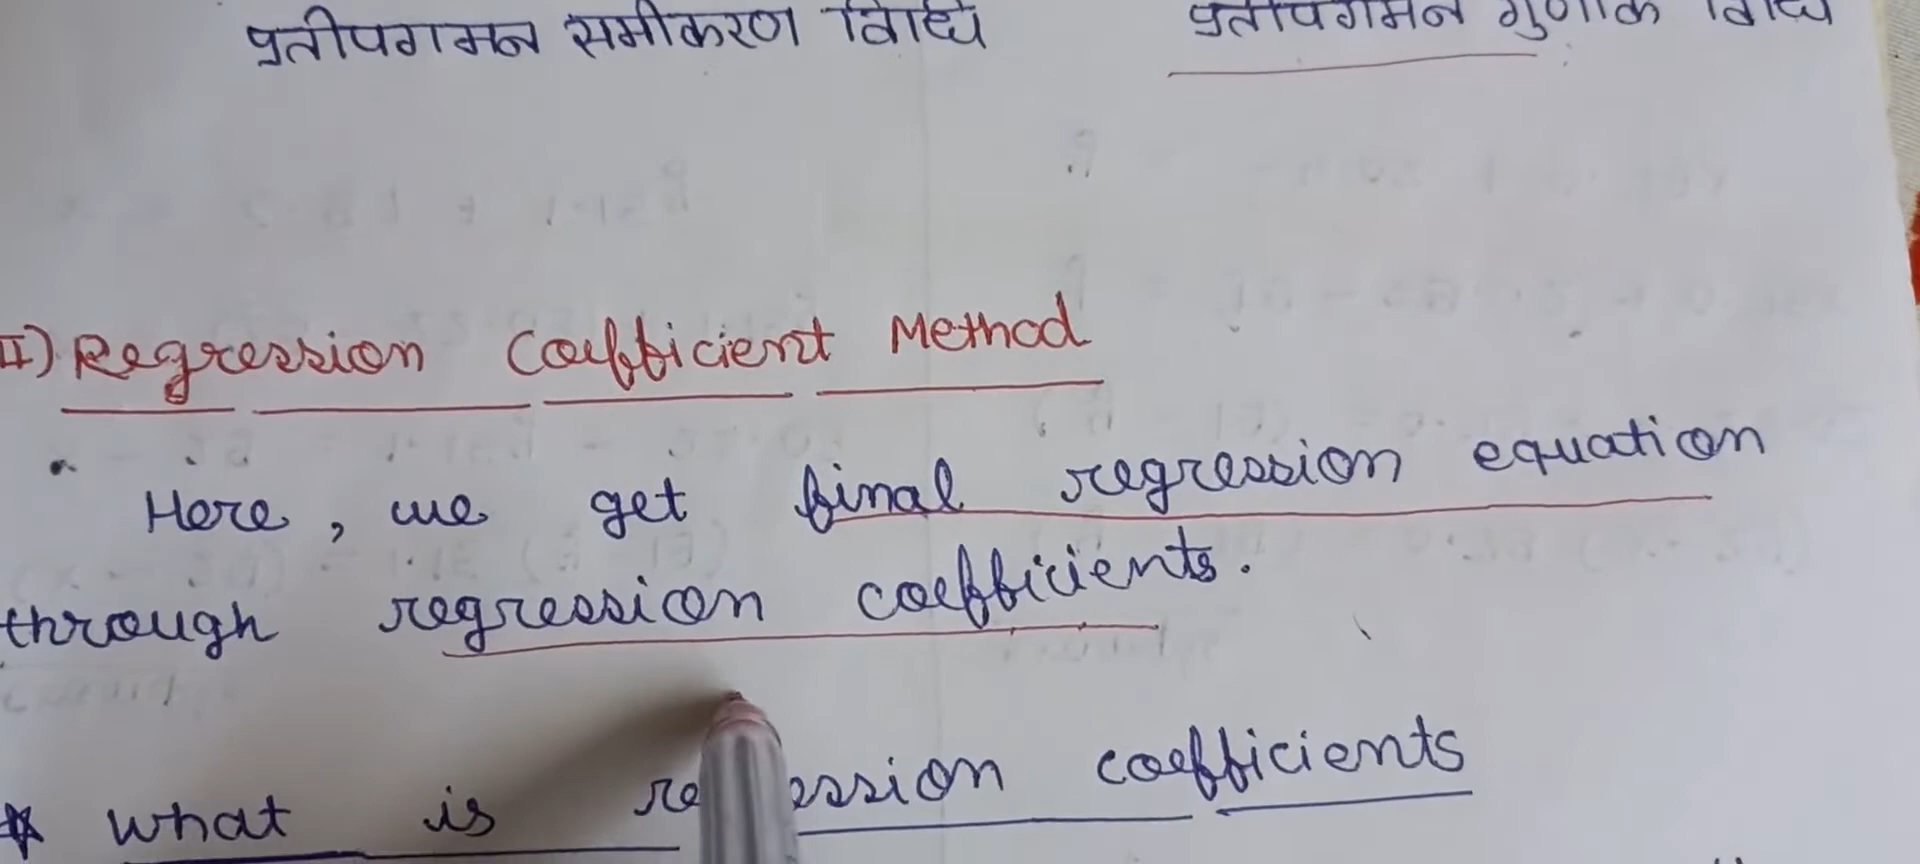 प्रतीपगमन समीकरण विधि
प्रतीपगमन गुणांक विधि
II) Regression Coefficient Method
Here, we get final regression equation
through regression coefficients.
* What is ression coefficients